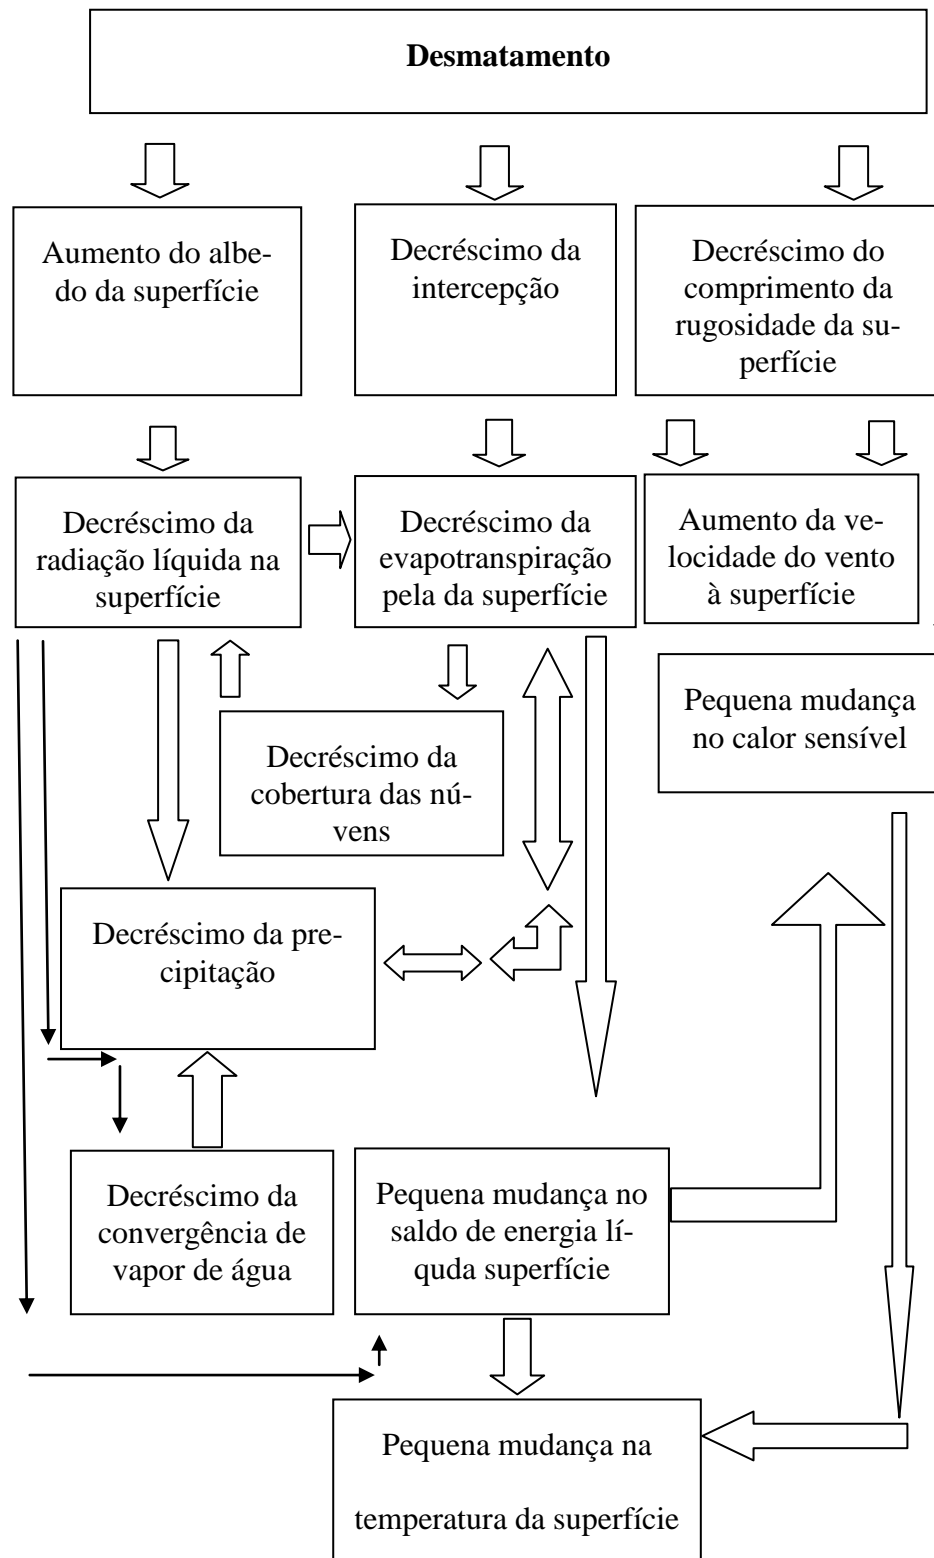 Desmatamento
Aumento do albe-
do da superfície
Decréscimo da
intercepção
Decréscimo do
comprimento da
rugosidade da su-
perfície
Decréscimo da
radiação líquida na
superfície
Decréscimo da
evapotranspiração
pela da superfície
Aumento da ve-
locidade do vento
à superfície
Pequena mudança
no calor sensível
Decréscimo da
cobertura das nú-
vens
Decréscimo da pre-
cipitação
Decréscimo da
convergência de
vapor de água
Pequena mudança no
saldo de energia lí-
quda superfície
Pequena mudança na
temperatura da superfície